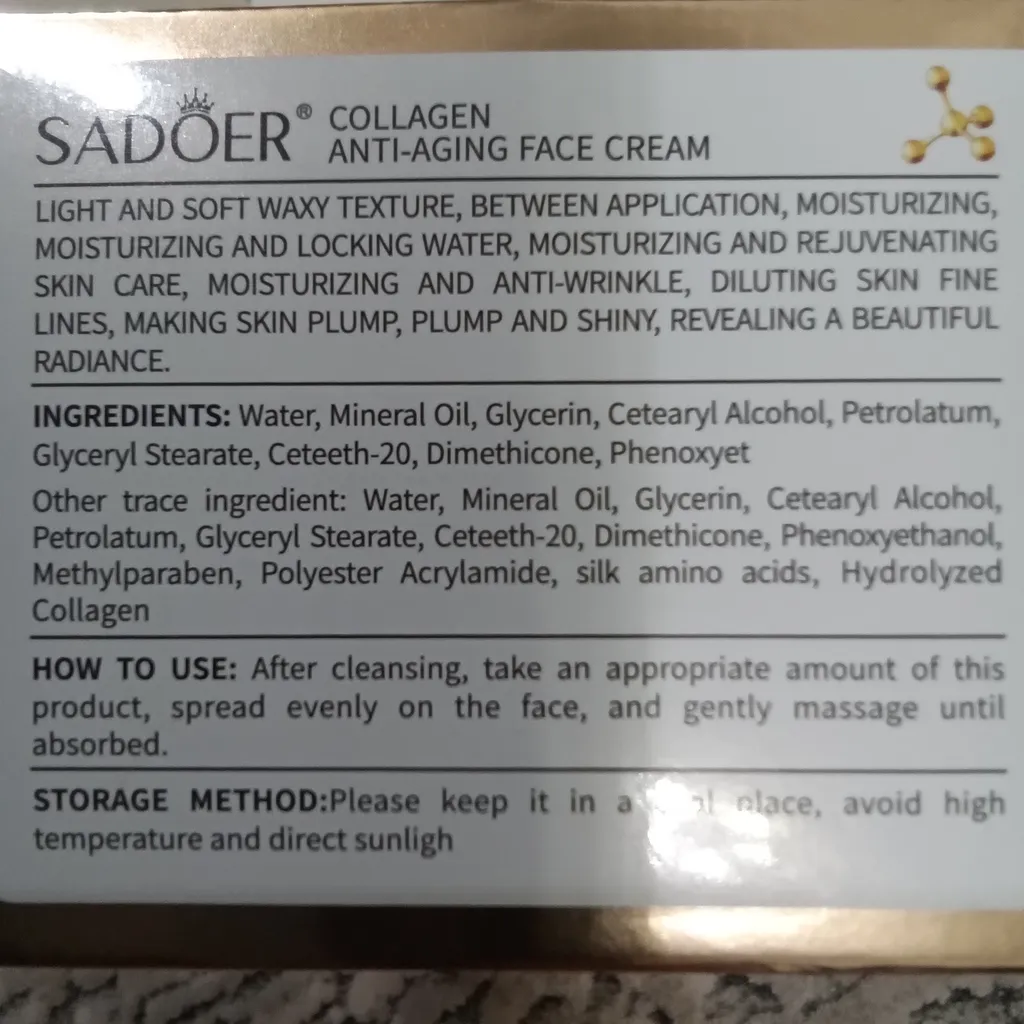 SADOER® COLLAGEN
ANTI-AGING FACE CREAM
LIGHT AND SOFT WAXY TEXTURE, BETWEEN APPLICATION, MOISTURIZING,
MOISTURIZING AND LOCKING WATER, MOISTURIZING AND REJUVENATING
SKIN CARE, MOISTURIZING AND ANTI-WRINKLE, DILUTING SKIN FINE
LINES, MAKING SKIN PLUMP, PLUMP AND SHINY, REVEALING A BEAUTIFUL
RADIANCE.
INGREDIENTS: Water, Mineral Oil, Glycerin, Cetearyl Alcohol, Petrolatum,
Glyceryl Stearate, Ceteeth-20, Dimethicone, Phenoxyet
Other trace ingredient: Water, Mineral Oil, Glycerin, Cetearyl Alcohol,
Petrolatum, Glyceryl Stearate, Ceteeth-20, Dimethicone, Phenoxyethanol,
Methylparaben, Polyester Acrylamide, silk amino acids, Hydrolyzed
Collagen
HOW TO USE: After cleansing, take an appropriate amount of this
product, spread evenly on the face, and gently massage until
absorbed.
STORAGE METHOD:Please keep it in a place, avoid high
temperature and direct sunligh